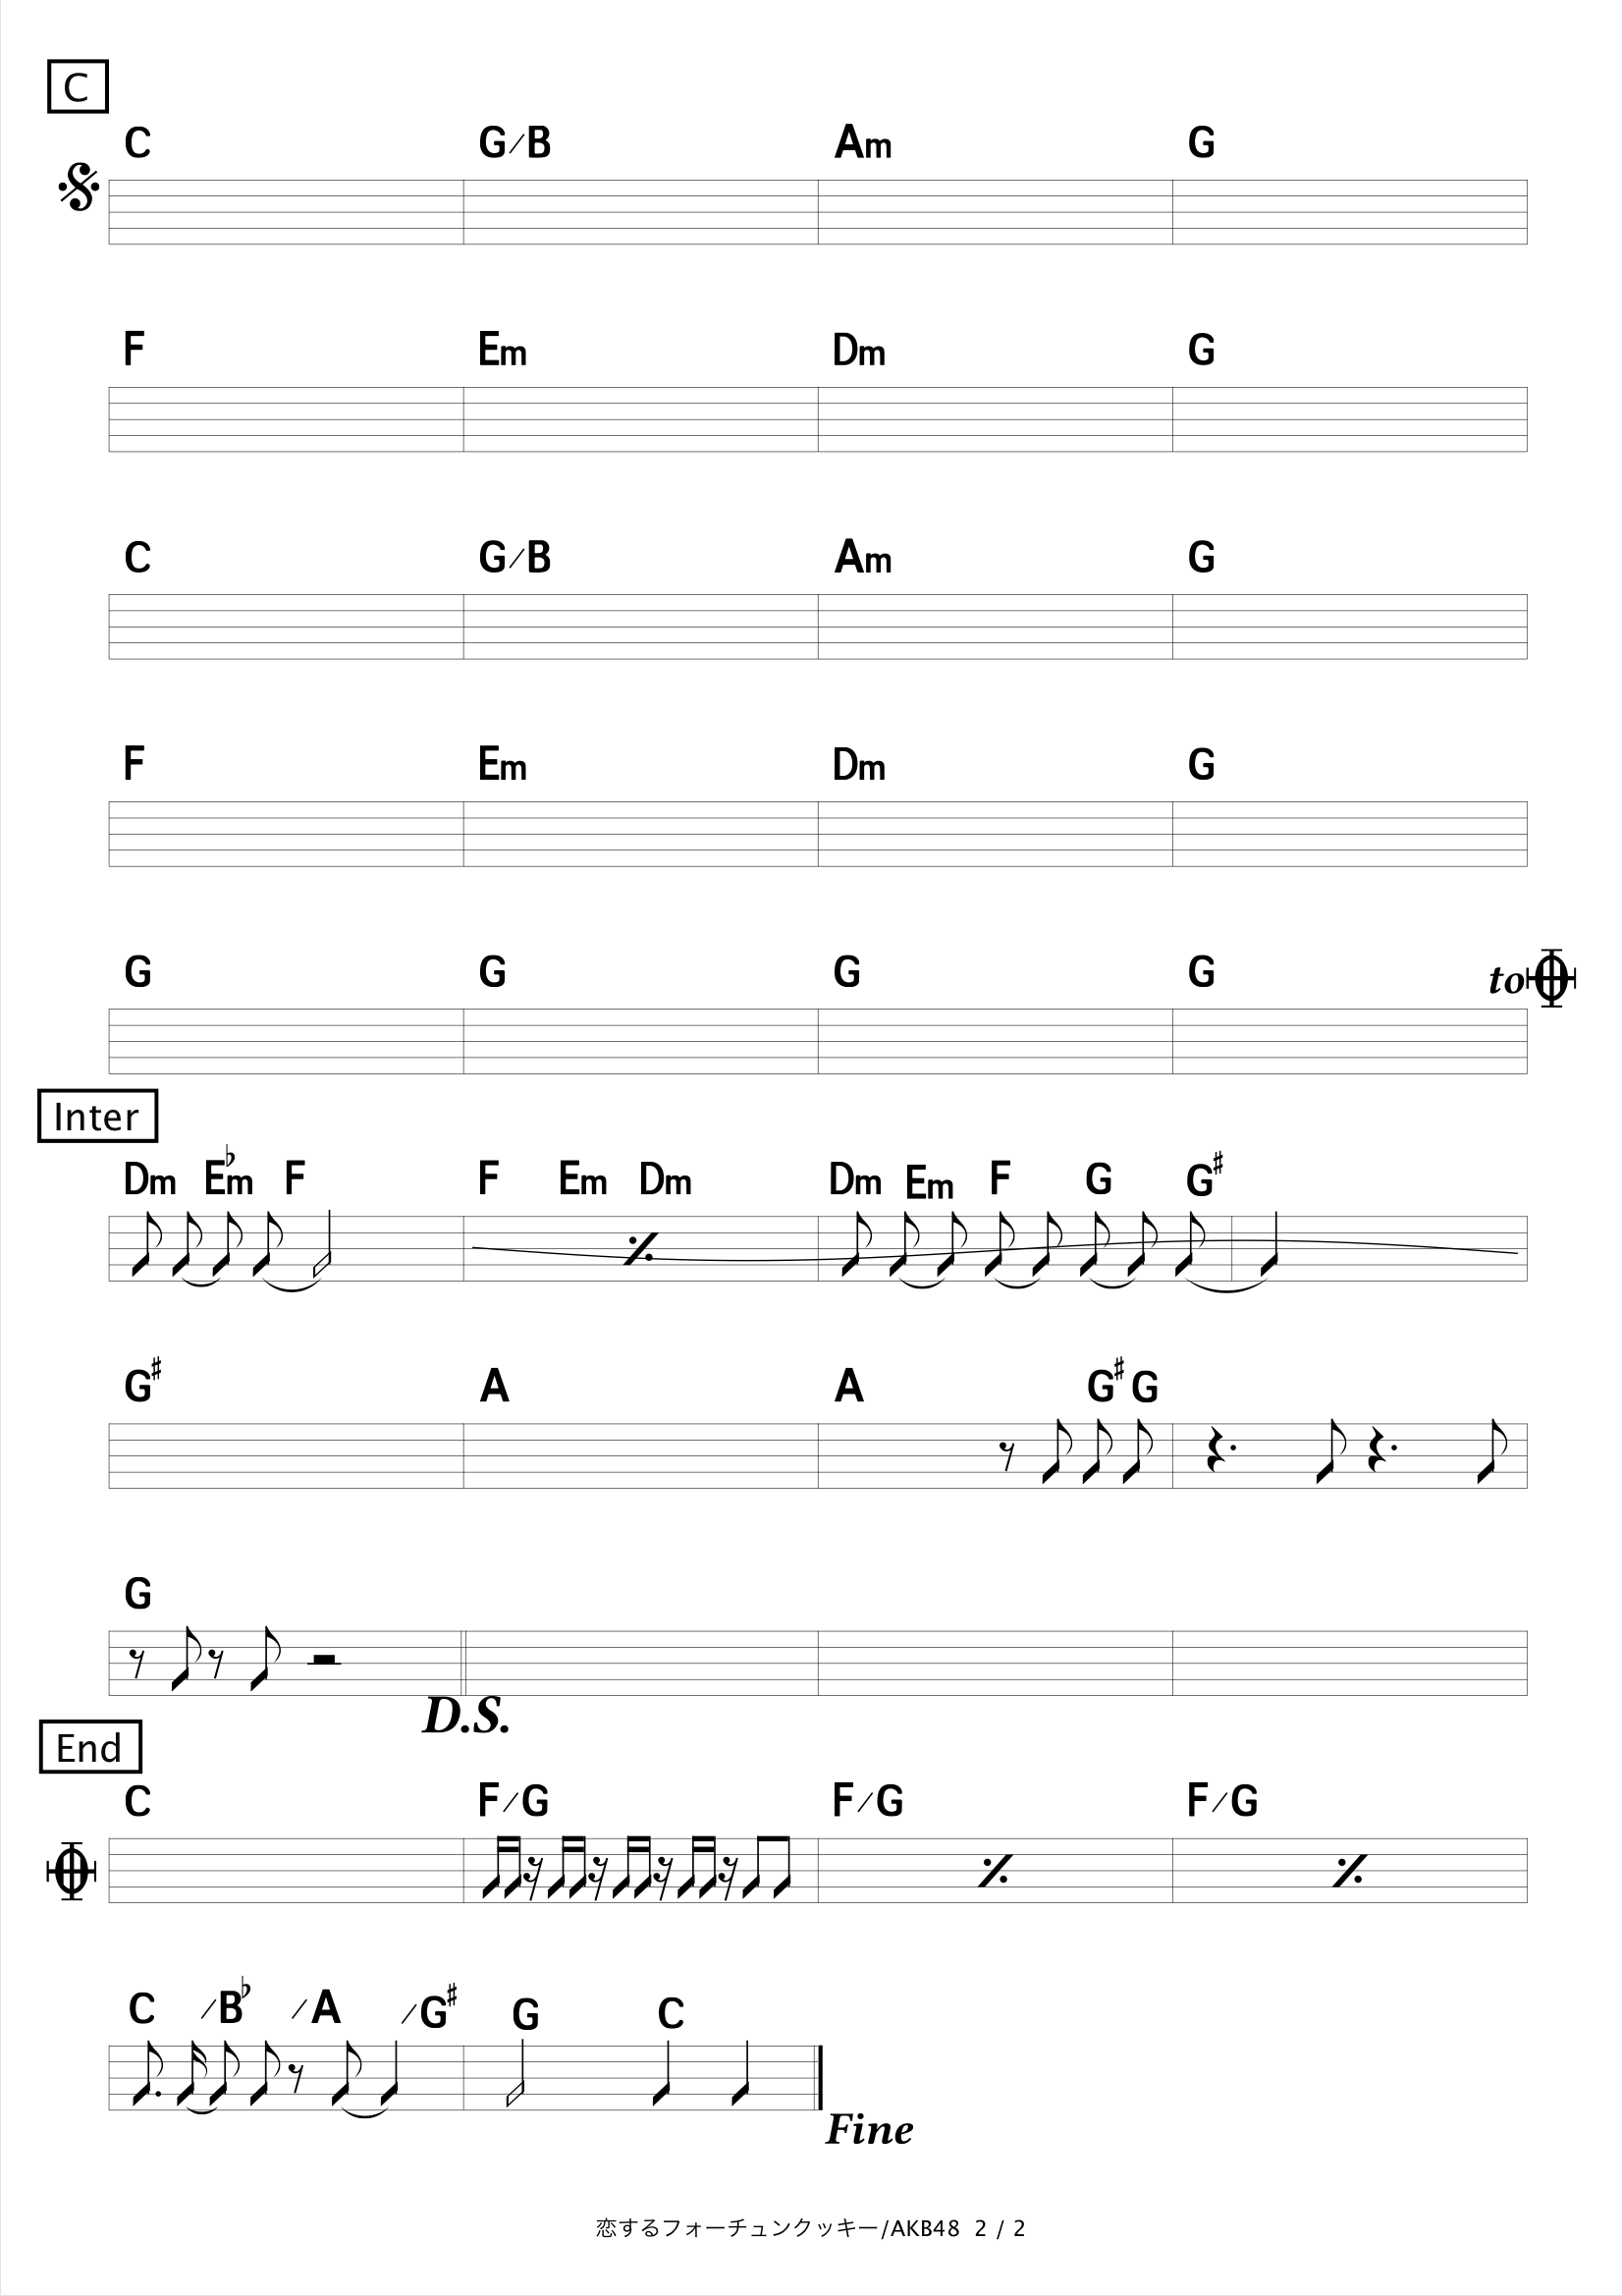 C
C G/B Am G
F Em Dm G
C G/B Am G
F Em Dm G
G G G G to
Inter
Dm E♭m F F Em Dm Dm Em F G G♯
G♯ A A G♯ G
G
D.S.
End
C F/G F/G F/G
C /B♭ /A /G♯ G C
Fine
恋するフォーチュンクッキー/AKB48 2 / 2